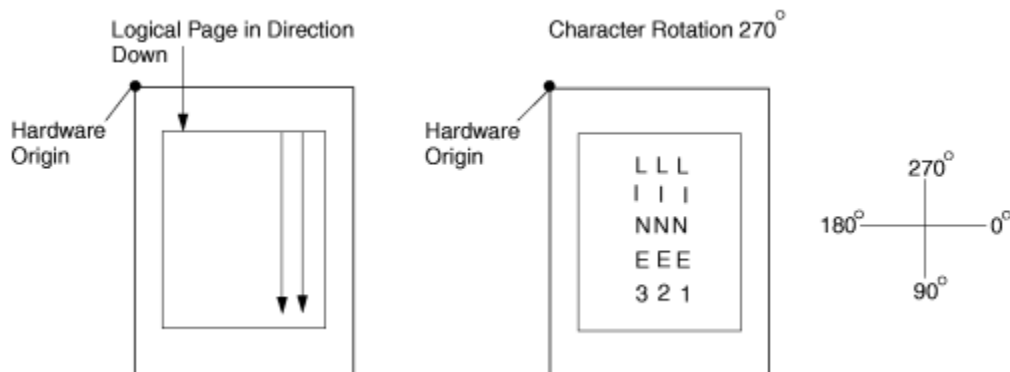 Logical Page in Direction
Down
Character Rotation 270°
Hardware
Origin
Hardware
Origin
L L L
I I I
N N N
E E E
3 2 1
270°
180°
0°
90°